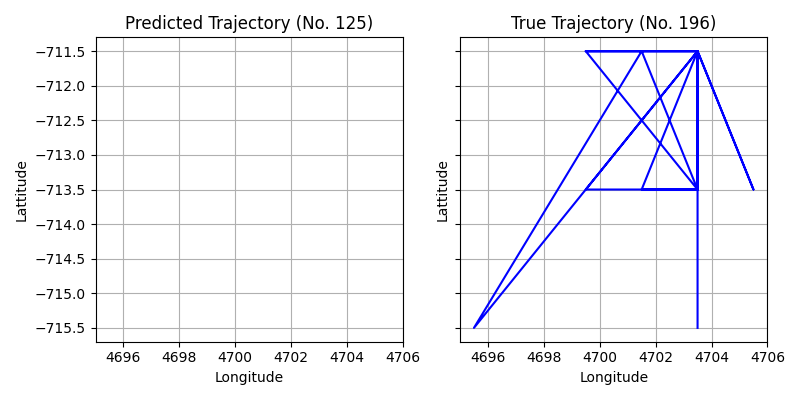 Predicted Trajectory (No. 125)
−711.5
−712.0
−712.5
−713.0
−713.5
−714.0
−714.5
−715.0
−715.5
Lattitude
4696 4698 4700 4702 4704 4706
Longitude
True Trajectory (No. 196)
Lattitude
4696 4698 4700 4702 4704 4706
Longitude